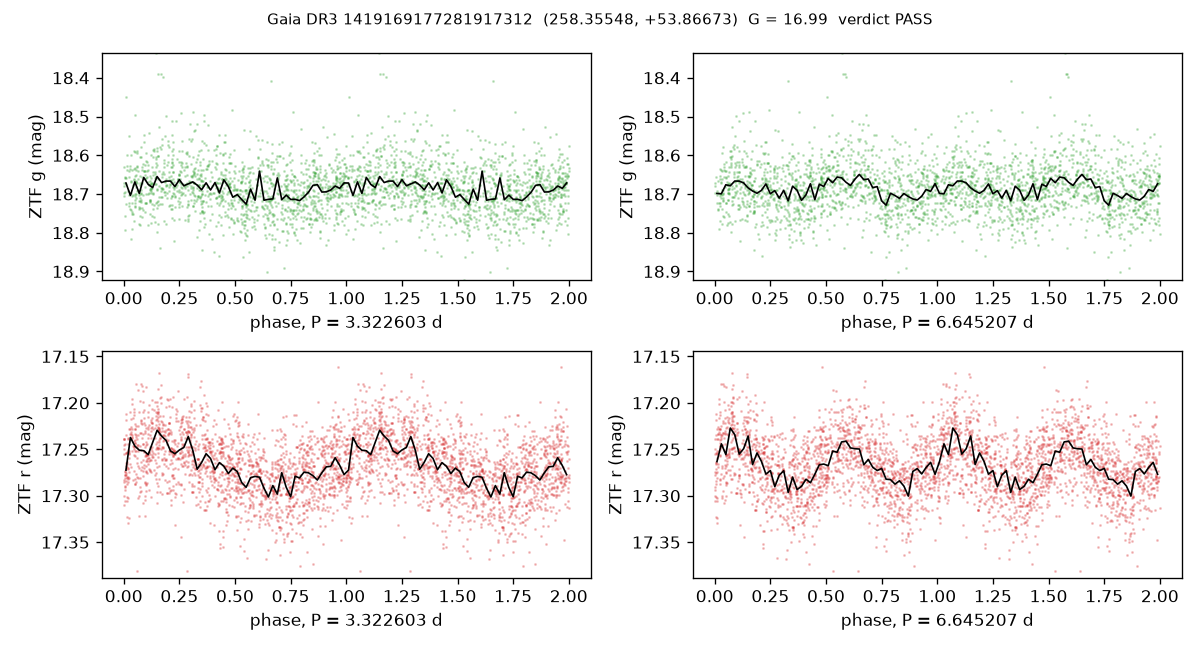 Gaia DR3 1419169177281917312 (258.35548, +53.86673) G = 16.99 verdict PASS
ZTF g (mag)
18.4
18.5
18.6
18.7
18.8
18.9
0.00 0.25 0.50 0.75 1.00 1.25 1.50 1.75 2.00
phase, P = 3.322603 d
ZTF g (mag)
18.4
18.5
18.6
18.7
18.8
18.9
0.00 0.25 0.50 0.75 1.00 1.25 1.50 1.75 2.00
phase, P = 6.645207 d
ZTF r (mag)
17.15
17.20
17.25
17.30
17.35
0.00 0.25 0.50 0.75 1.00 1.25 1.50 1.75 2.00
phase, P = 3.322603 d
ZTF r (mag)
17.15
17.20
17.25
17.30
17.35
0.00 0.25 0.50 0.75 1.00 1.25 1.50 1.75 2.00
phase, P = 6.645207 d